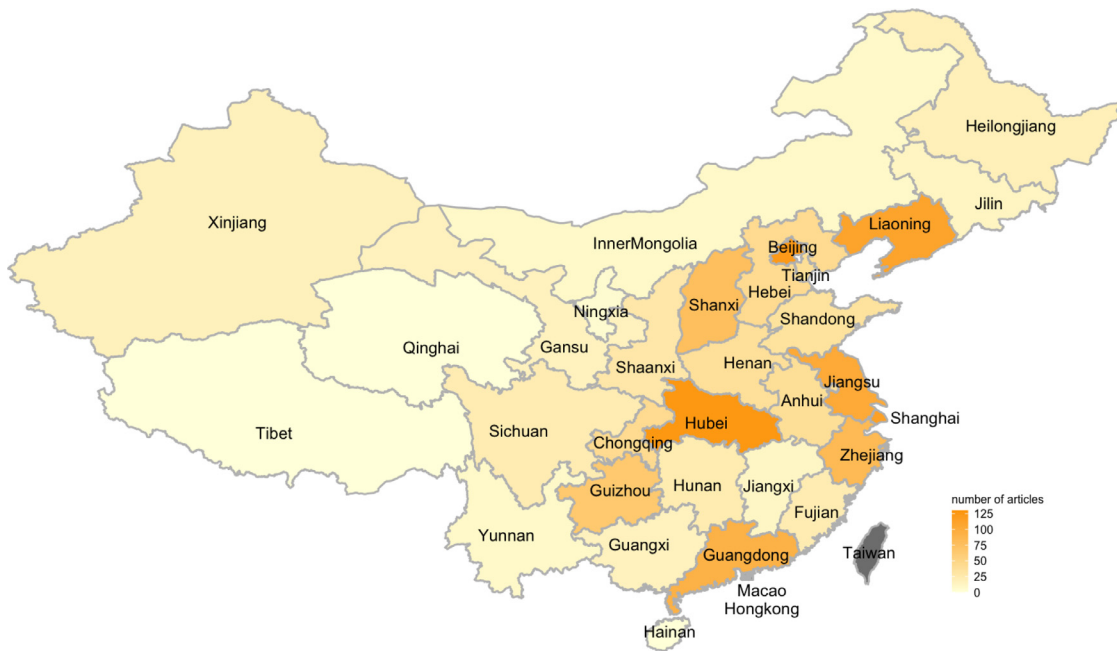 Heilongjiang
Jilin
Xinjiang
Liaoning
InnerMongolia
Beijing
Tianjin
Hebei
Ningxia
Shanxi
Shandong
Qinghai
Gansu
Shaanxi
Henan
Jiangsu
Anhui
Shanghai
Tibet
Sichuan
Hubei
Chongqing
Zhejiang
Guizhou
Hunan
Jiangxi
Fujian
Yunnan
Guangxi
Guangdong
Taiwan
Macao
Hongkong
Hainan
number of articles
125
100
75
50
25
0